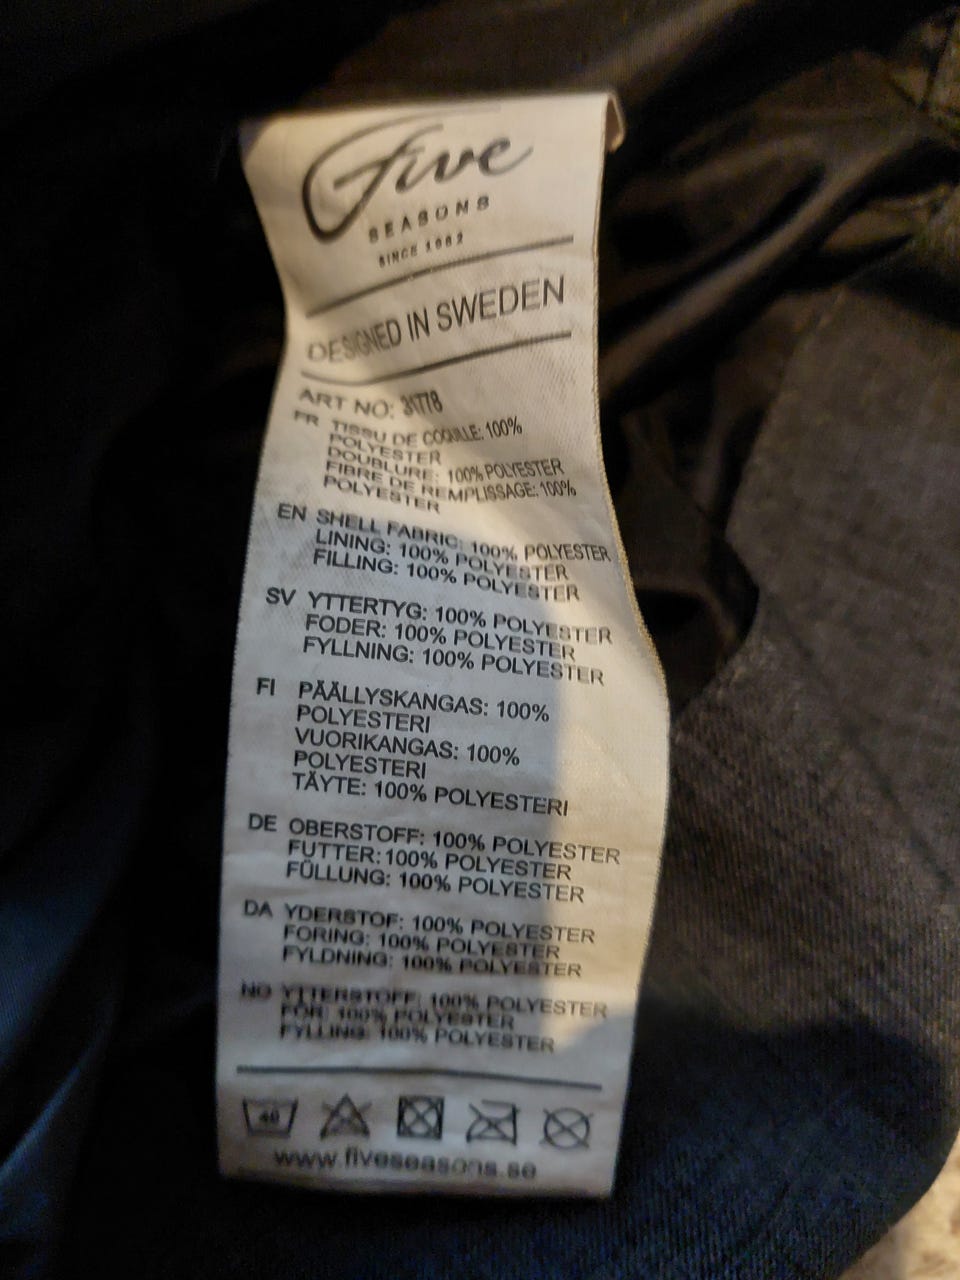 Five
SEASONS
SINCE 1982
DESIGNED IN SWEDEN
ART NO: 31778
FR TISSU DE COQUILLE: 100%
POLYESTER
DOUBLURE: 100% POLYESTER
FIBRE DE REMPLISSAGE: 100%
POLYESTER
EN SHELL FABRIC: 100% POLYESTER
LINING: 100% POLYESTER
FILLING: 100% POLYESTER
SV YTTERTYG: 100% POLYESTER
FODER: 100% POLYESTER
FYLLNING: 100% POLYESTER
FI PÄÄLLYSKANGAS: 100%
POLYESTERI
VUORIKANGAS: 100%
POLYESTERI
TÄYTE: 100% POLYESTERI
DE OBERSTOFF: 100% POLYESTER
FUTTER: 100% POLYESTER
FÜLLUNG: 100% POLYESTER
DA YDERSTOF: 100% POLYESTER
FORING: 100% POLYESTER
FYLDNING: 100% POLYESTER
NO YTTERSTOFF: 100% POLYESTER
FÔR: 100% POLYESTER
FYLLING: 100% POLYESTER
40
www.fiveseasons.se